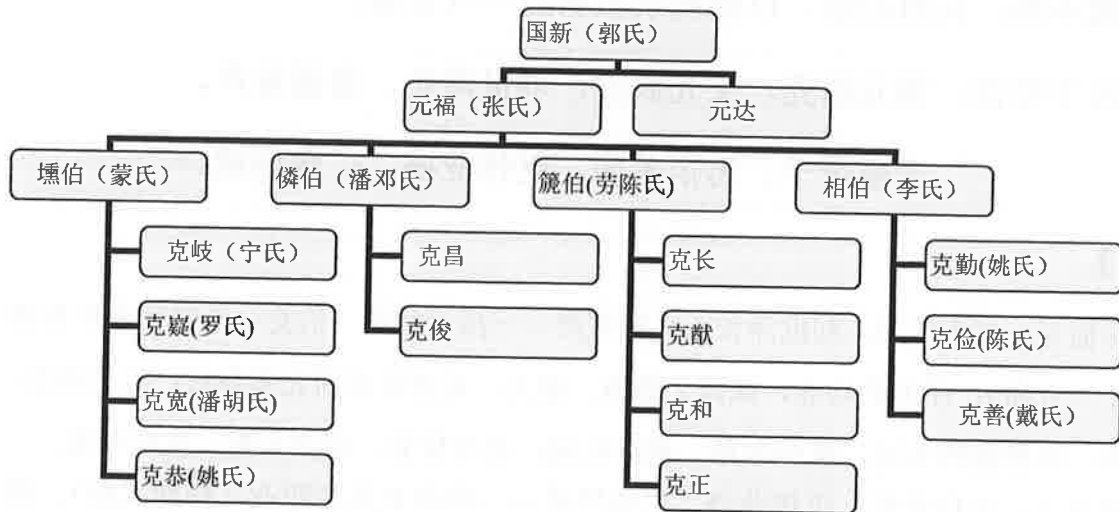 国新（郭氏）
元福（张氏）
元达
壎伯（蒙氏）
僯伯（潘邓氏）
篪伯(劳陈氏)
相伯（李氏）
克岐（宁氏）
克嶷(罗氏)
克宽(潘胡氏)
克恭(姚氏）
克昌
克俊
克长
克猷
克和
克正
克勤(姚氏）
克俭(陈氏）
克善(戴氏）